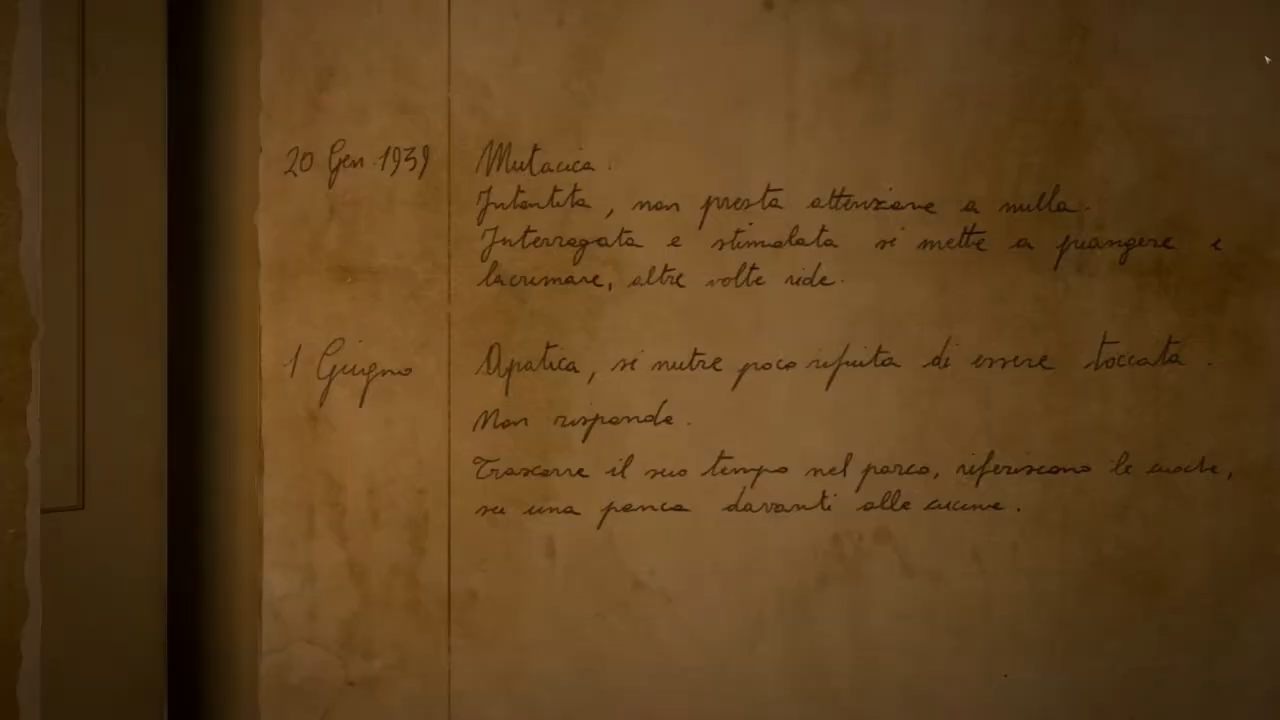 20 Gen. 1939 Mutacica.
Intontita, non presta attenzione a nulla.
Interrogata e stimolata si mette a piangere e
lacrimare, altre volte ride.
1 Giugno Apatica, si nutre poco rifiuta di essere toccata.
Non risponde.
Trascorre il suo tempo nel parco, riferiscono le cuoche,
su una panca davanti alle cucine.